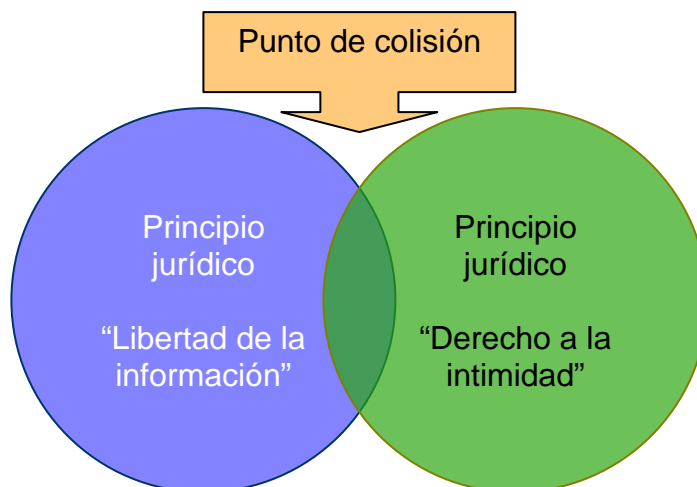 Punto de colisión
Principio
jurídico
“Libertad de la
información”
Principio
jurídico
“Derecho a la
intimidad”